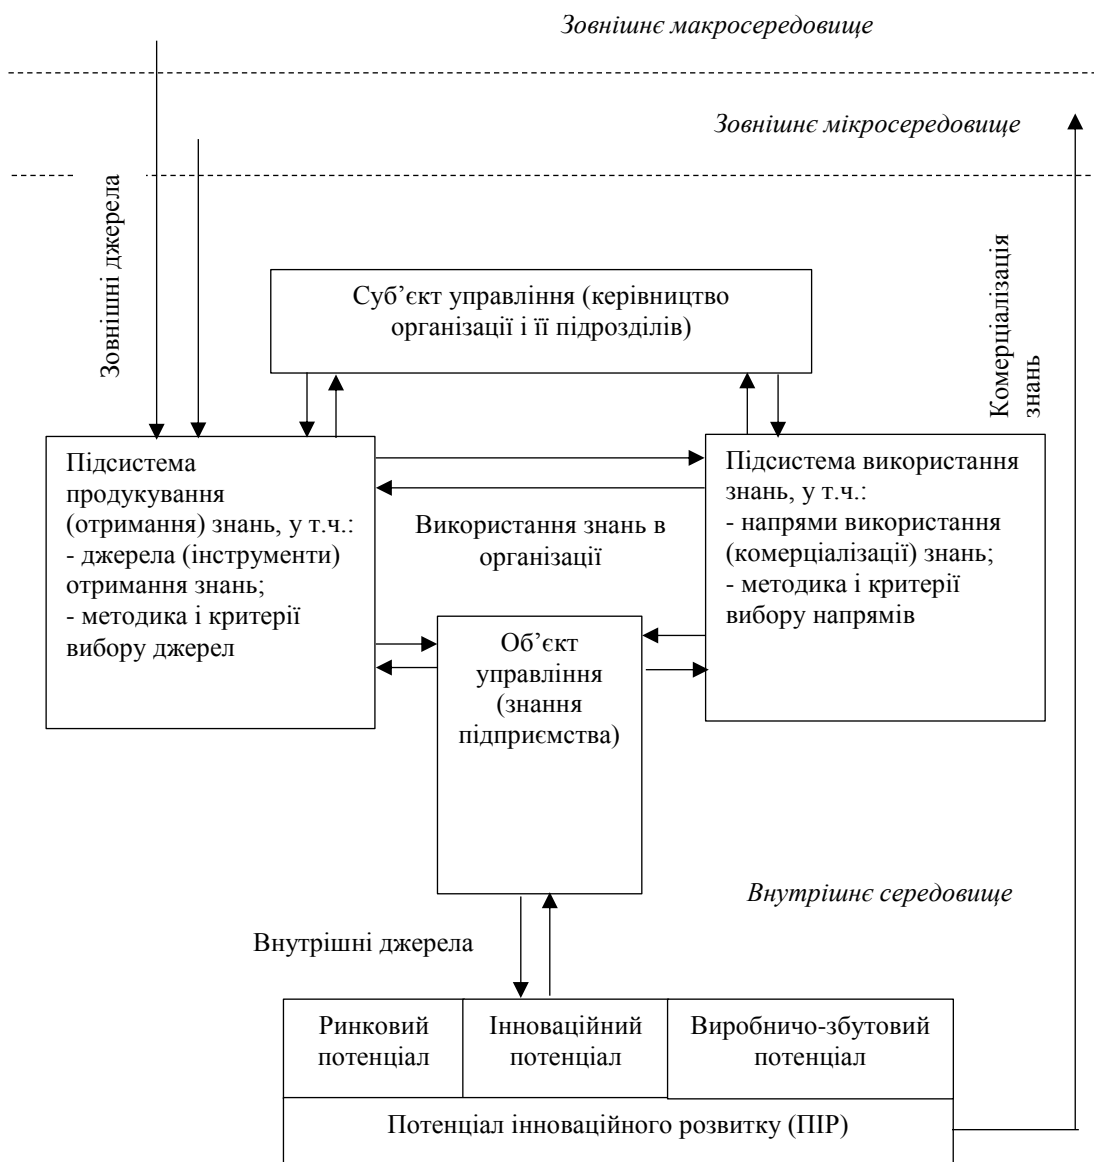 Зовнішнє макросередовище
Зовнішнє мікросередовище
Зовнішні джерела
Комерціалізація
знань
Суб’єкт управління (керівництво
організації і її підрозділів)
Підсистема
продукування
(отримання) знань, у т.ч.:
- джерела (інструменти)
отримання знань;
- методика і критерії
вибору джерел
Використання знань в
організації
Підсистема використання
знань, у т.ч.:
- напрями використання
(комерціалізації) знань;
- методика і критерії
вибору напрямів
Об’єкт
управління
(знання
підприємства)
Внутрішнє середовище
Внутрішні джерела
Ринковий
потенціал
Інноваційний
потенціал
Виробничо-збутовий
потенціал
Потенціал інноваційного розвитку (ПІР)